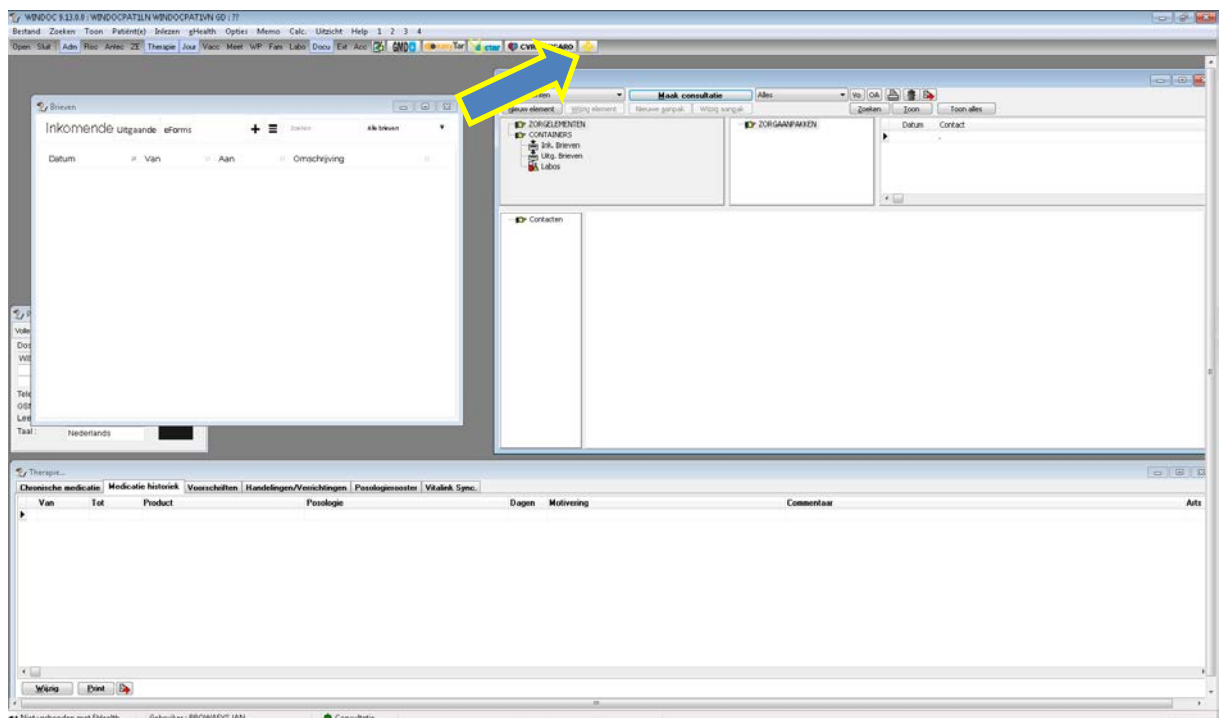 WINDOC 9.13.0.0 : WINDOCPAT1LN WINDOCPAT1VN GD : ??
Bestand Zoeken Toon Patiënt(e) Inlezen eHealth Opties Memo Calc. Uitzicht Help 1 2 3 4
Open Sluit Adm Risc Antec ZE Therapie Jour Vacc Meet WP Fam Labo Docu Ext Acc GMD Tar
Brieven
Inkomende uitgaande eForms Zoeken Alle brieven
Datum Van Aan Omschrijving
Maak consultatie Alles Vo OA
Wijzig element Nieuwe aanpak Wijzig aanpak Zoeken Toon Toon alles
ZORGELEMENTEN
CONTAINERS
Ink. Brieven
Uitg. Brieven
Labos
ZORGAANPAKKEN
Datum Contact
Contacten
Taal : Nederlands
Therapie...
Chronische medicatie Medicatie historiek Voorschriften Handelingen/Verrichtingen Posologierooster Vitalink Sync.
Van Tot Product Posologie Dagen Motivering Commentaar Arts
Wijzig Print
Consultatie